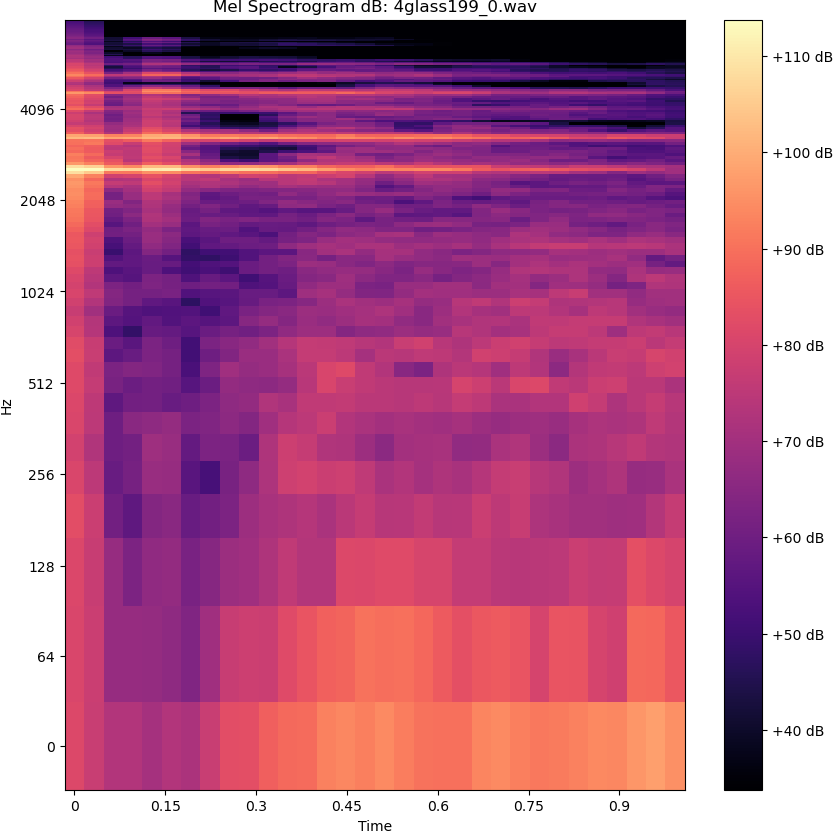 Mel Spectrogram dB: 4glass199_0.wav
+110 dB
+100 dB
+90 dB
+80 dB
+70 dB
+60 dB
+50 dB
+40 dB
4096
2048
1024
512
256
128
64
0
Hz
0 0.15 0.3 0.45 0.6 0.75 0.9
Time